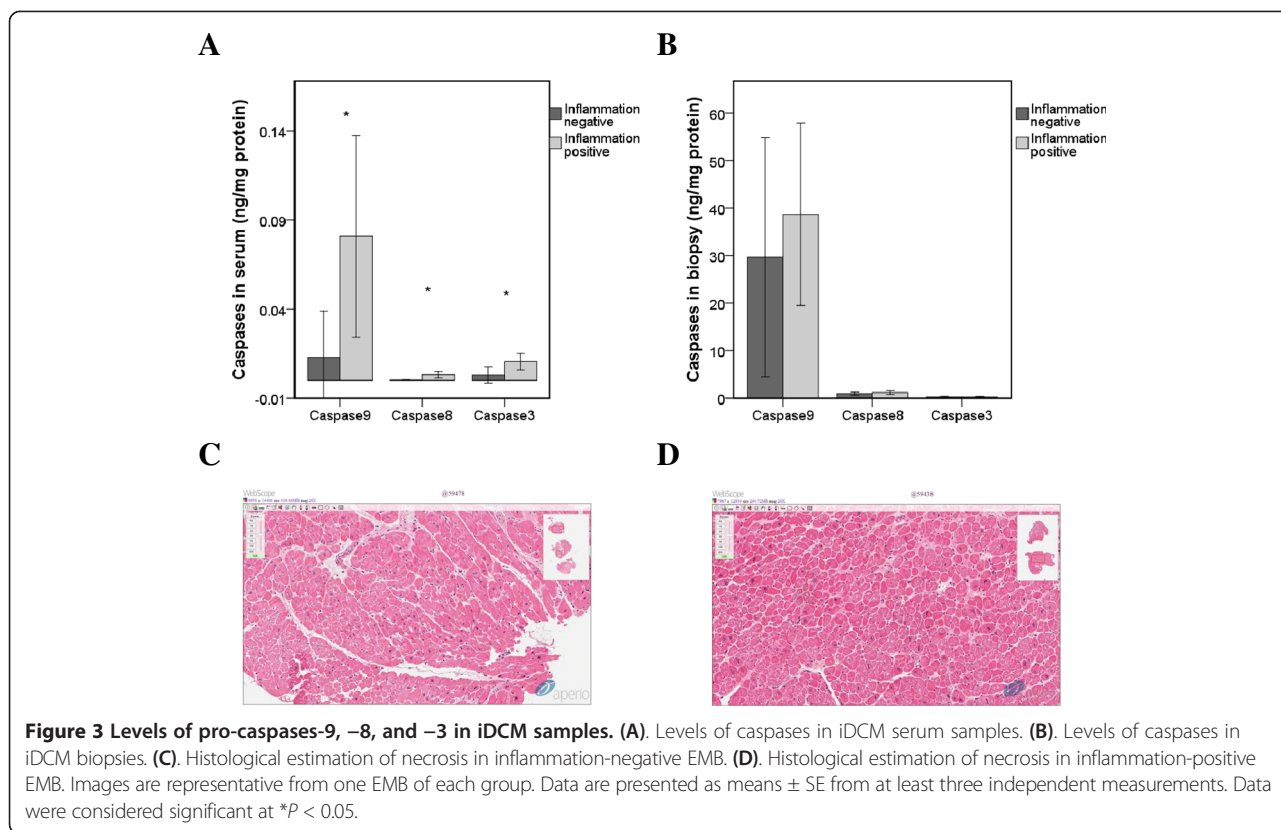 A
B
Caspases in serum (ng/mg protein)
0.14
0.09
0.04
-0.01
*
*
*
Caspase9 Caspase8 Caspase3
Inflammation
negative
Inflammation
positive
Caspases in biopsy (ng/mg protein)
60
50
40
30
20
10
0
Caspase9 Caspase8 Caspase3
Inflammation
negative
Inflammation
positive
C
D
WebScope
@59478
aperio
WebScope
Figure 3 Levels of pro-caspases-9, −8, and −3 in iDCM samples. (A). Levels of caspases in iDCM serum samples. (B). Levels of caspases in
iDCM biopsies. (C). Histological estimation of necrosis in inflammation-negative EMB. (D). Histological estimation of necrosis in inflammation-positive
EMB. Images are representative from one EMB of each group. Data are presented as means ± SE from at least three independent measurements. Data
were considered significant at *P < 0.05.